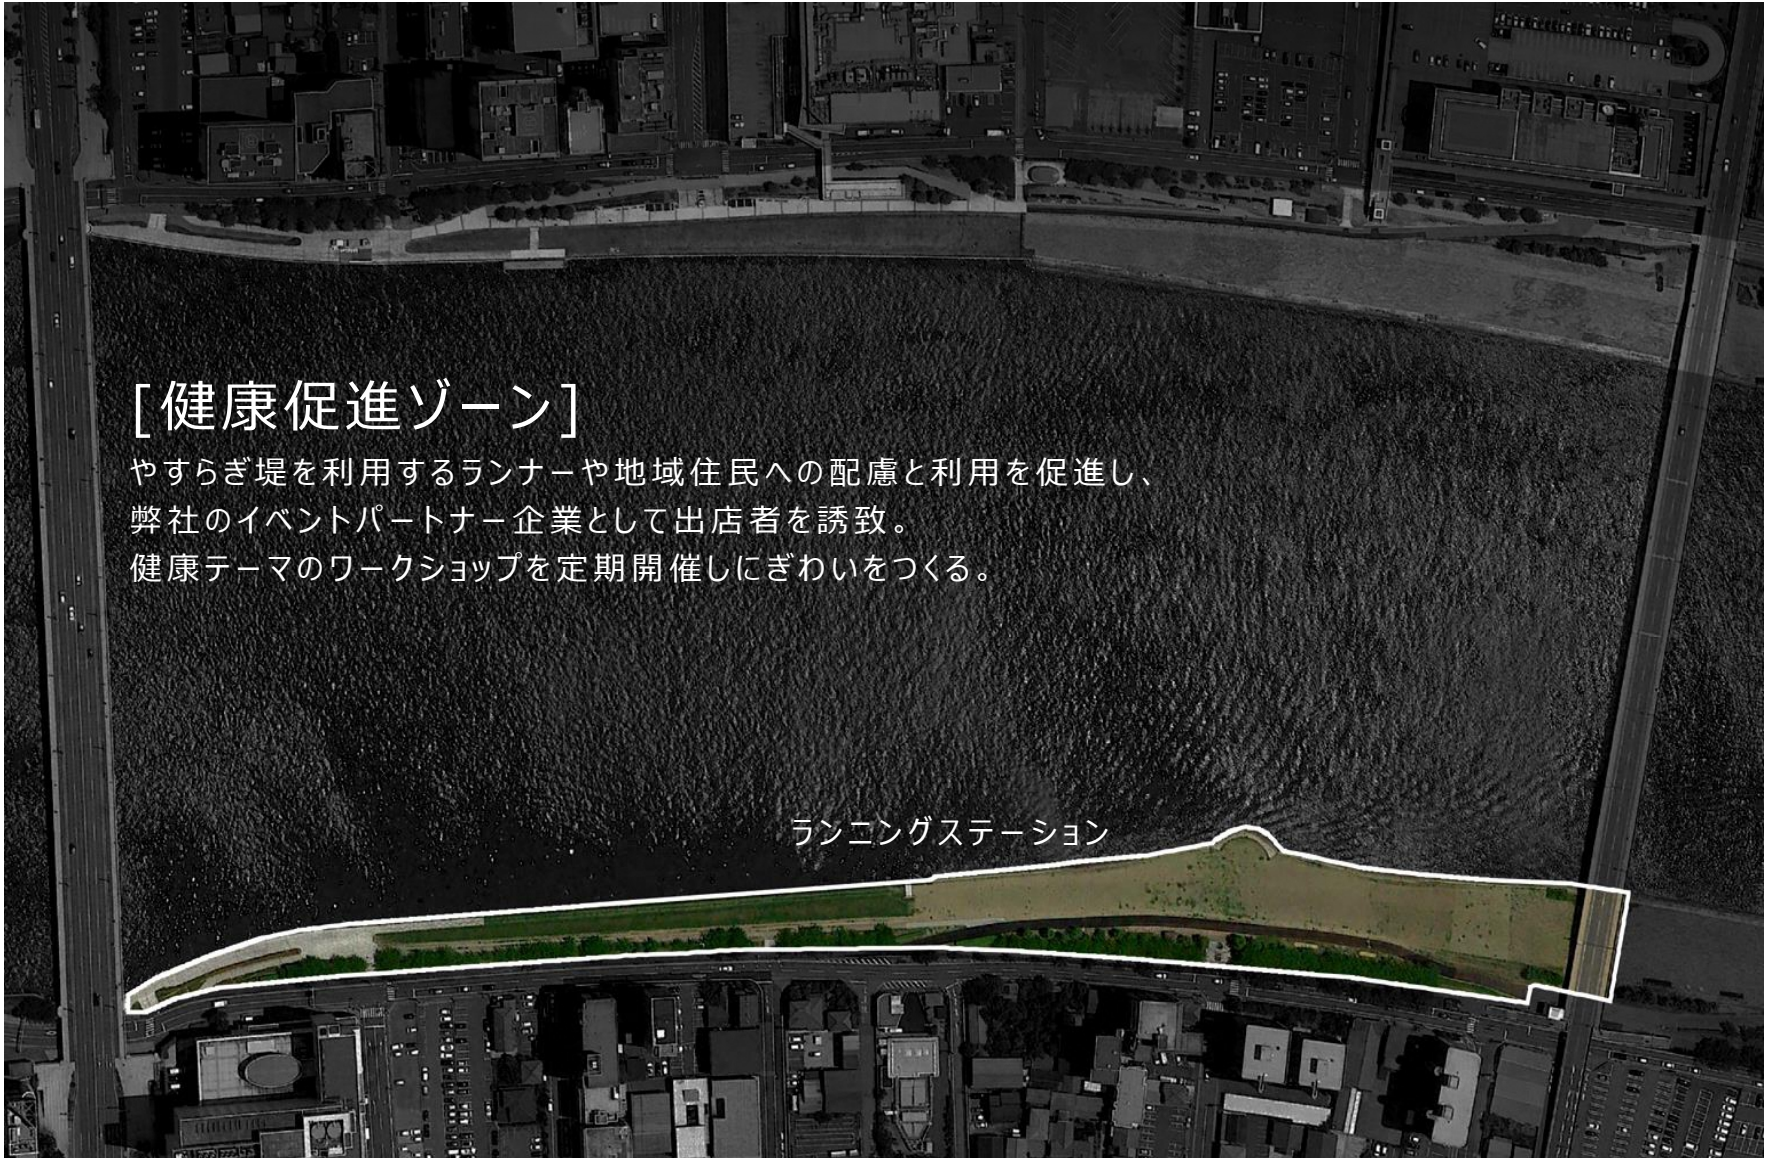 [健康促進ゾーン]
やすらぎ堤を利用するランナーや地域住民への配慮と利用を促進し、
弊社のイベントパートナー企業として出店者を誘致。
健康テーマのワークショップを定期開催しにぎわいをつくる。
ランニングステーション